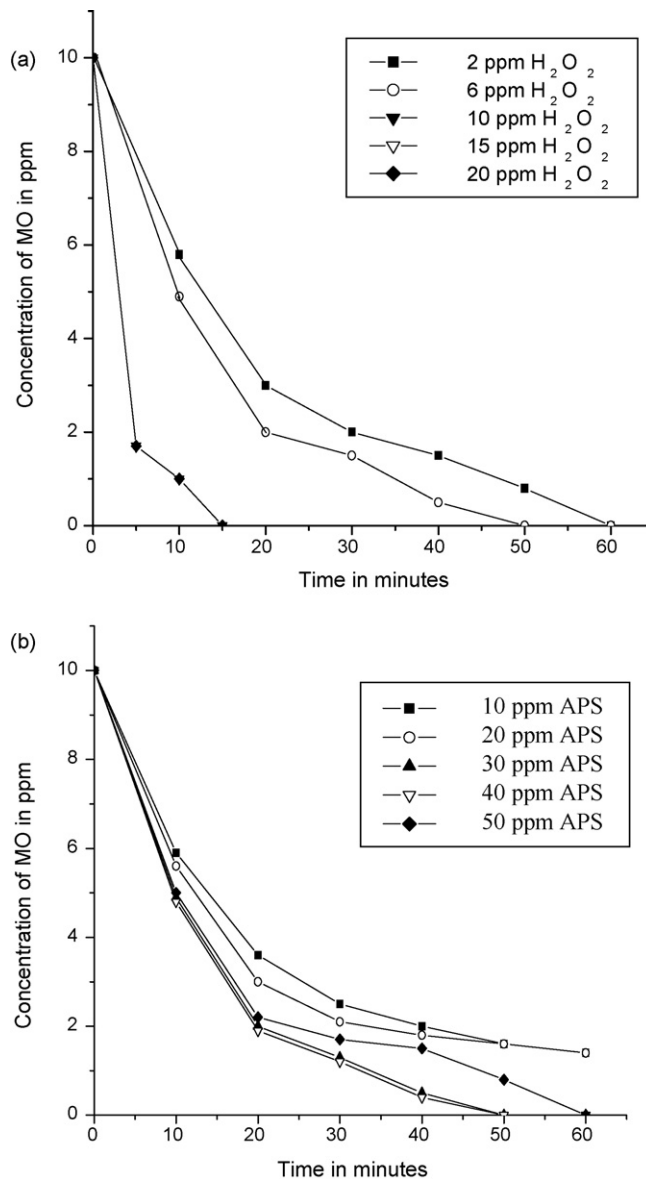 (a)
10
8
6
4
2
0
Concentration of MO in ppm
2 ppm H2O2
6 ppm H2O2
10 ppm H2O2
15 ppm H2O2
20 ppm H2O2
0 10 20 30 40 50 60
Time in minutes
(b)
10
8
6
4
2
0
Concentration of MO in ppm
10 ppm APS
20 ppm APS
30 ppm APS
40 ppm APS
50 ppm APS
0 10 20 30 40 50 60
Time in minutes